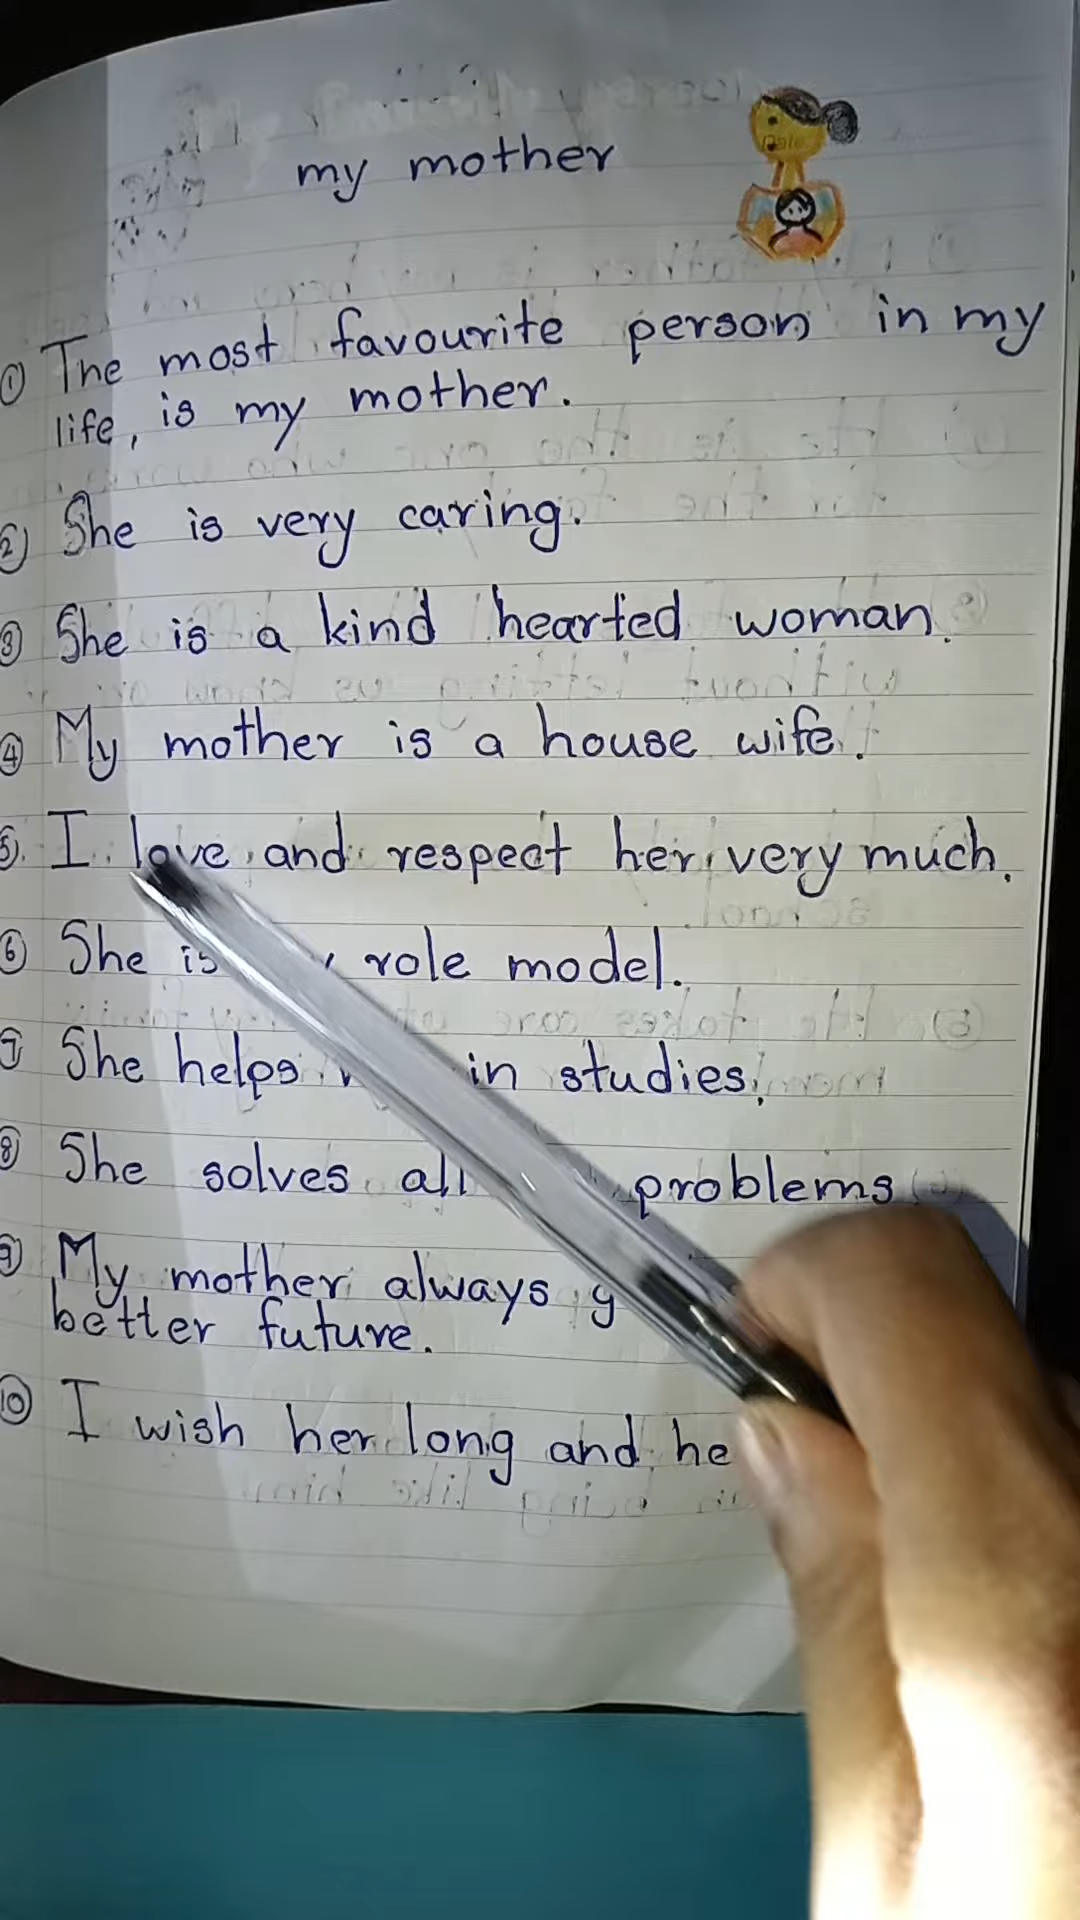 my mother
① The most favourite person in my
life, is my mother.
② She is very caring.
③ She is a kind hearted woman.
④ My mother is a house wife.
⑤. I love and respect her very much.
⑥ She is role model.
⑦ She helps in studies.
⑧ She solves all problems
⑨ My mother always
better future.
⑩ I wish her long and